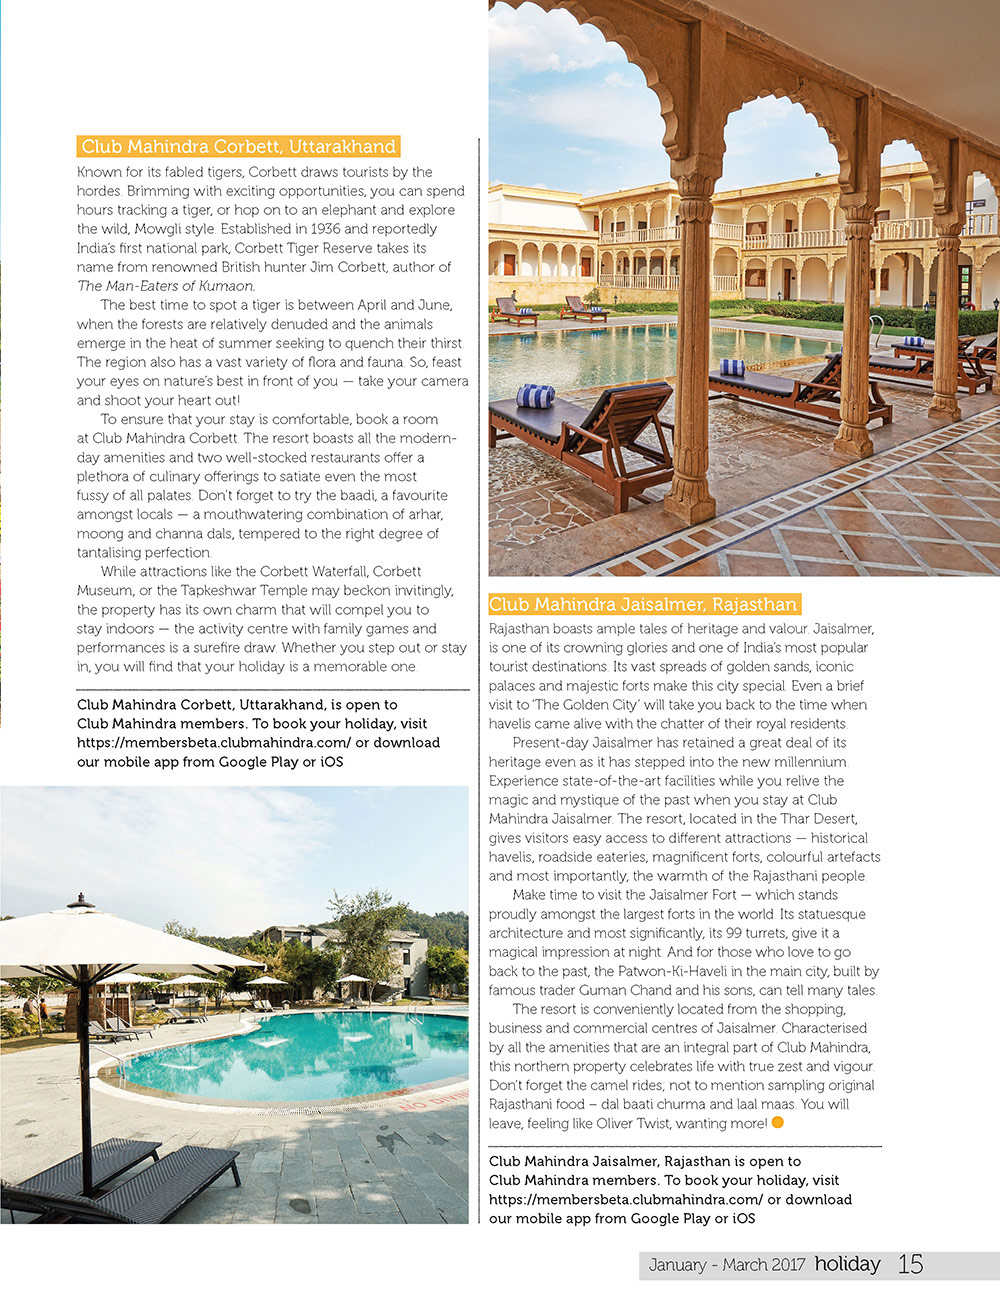 Club Mahindra Corbett, Uttarakhand
Known for its fabled tigers, Corbett draws tourists by the
hordes. Brimming with exciting opportunities, you can spend
hours tracking a tiger, or hop on to an elephant and explore
the wild, Mowgli style. Established in 1936 and reportedly
India's first national park, Corbett Tiger Reserve takes its
name from renowned British hunter Jim Corbett, author of
The Man-Eaters of Kumaon.
The best time to spot a tiger is between April and June,
when the forests are relatively denuded and the animals
emerge in the heat of summer seeking to quench their thirst.
The region also has a vast variety of flora and fauna. So, feast
your eyes on nature's best in front of you — take your camera
and shoot your heart out!
To ensure that your stay is comfortable, book a room
at Club Mahindra Corbett. The resort boasts all the modern-
day amenities and two well-stocked restaurants offer a
plethora of culinary offerings to satiate even the most
fussy of all palates. Don't forget to try the baadi, a favourite
amongst locals — a mouthwatering combination of arhar,
moong and channa dals, tempered to the right degree of
tantalising perfection.
While attractions like the Corbett Waterfall, Corbett
Museum, or the Tapkeshwar Temple may beckon invitingly,
the property has its own charm that will compel you to
stay indoors — the activity centre with family games and
performances is a surefire draw. Whether you step out or stay
in, you will find that your holiday is a memorable one.
Club Mahindra Corbett, Uttarakhand, is open to
Club Mahindra members. To book your holiday, visit
https://membersbeta.clubmahindra.com/ or download
our mobile app from Google Play or iOS
NO DIVING
Club Mahindra Jaisalmer, Rajasthan
Rajasthan boasts ample tales of heritage and valour. Jaisalmer,
is one of its crowning glories and one of India's most popular
tourist destinations. Its vast spreads of golden sands, iconic
palaces and majestic forts make this city special. Even a brief
visit to 'The Golden City' will take you back to the time when
havelis came alive with the chatter of their royal residents.
Present-day Jaisalmer has retained a great deal of its
heritage even as it has stepped into the new millennium.
Experience state-of-the-art facilities while you relive the
magic and mystique of the past when you stay at Club
Mahindra Jaisalmer. The resort, located in the Thar Desert,
gives visitors easy access to different attractions — historical
havelis, roadside eateries, magnificent forts, colourful artefacts
and most importantly, the warmth of the Rajasthani people.
Make time to visit the Jaisalmer Fort — which stands
proudly amongst the largest forts in the world. Its statuesque
architecture and most significantly, its 99 turrets, give it a
magical impression at night. And for those who love to go
back to the past, the Patwon-Ki-Haveli in the main city, built by
famous trader Guman Chand and his sons, can tell many tales.
The resort is conveniently located from the shopping,
business and commercial centres of Jaisalmer. Characterised
by all the amenities that are an integral part of Club Mahindra,
this northern property celebrates life with true zest and vigour.
Don't forget the camel rides, not to mention sampling original
Rajasthani food – dal baati churma and laal maas. You will
leave, feeling like Oliver Twist, wanting more!
Club Mahindra Jaisalmer, Rajasthan is open to
Club Mahindra members. To book your holiday, visit
https://membersbeta.clubmahindra.com/ or download
our mobile app from Google Play or iOS
January - March 2017 holiday 15